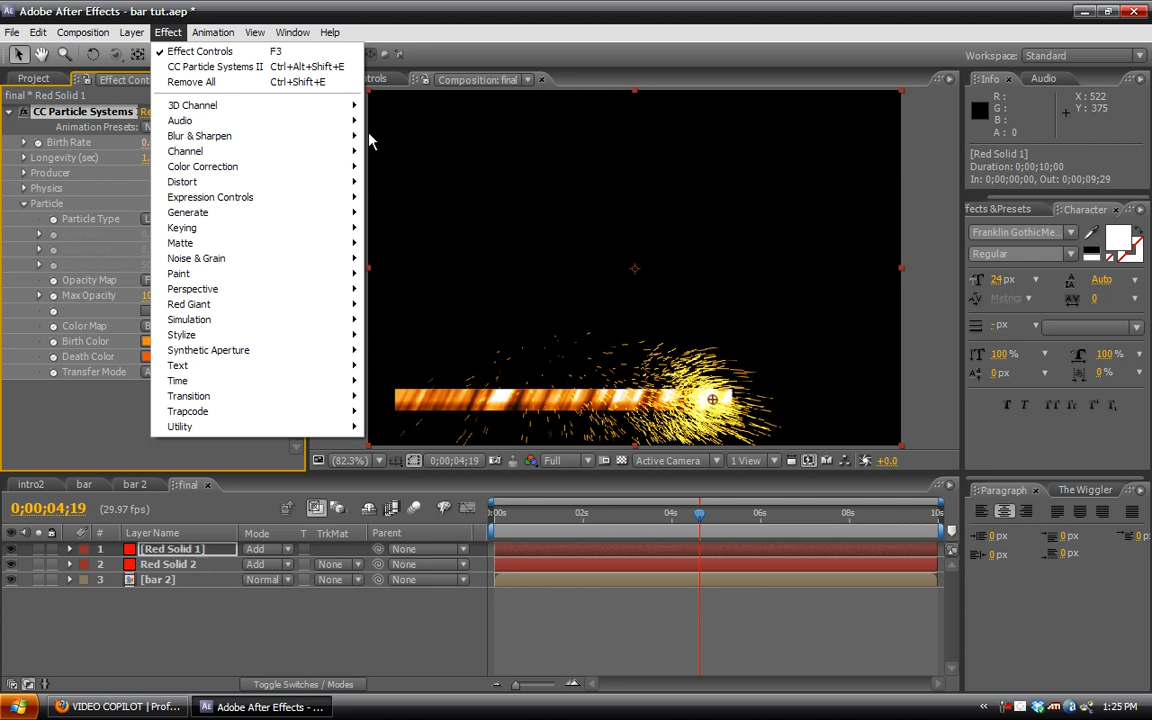 Adobe After Effects - bar tut.aep *
File Edit Composition Layer Effect Animation View Window Help
Workspace: Standard
Project Effect Cont
final * Red Solid 1
CC Particle Systems
Animation Presets:
Birth Rate
Longevity (sec)
Producer
Physics
Particle
Particle Type
Opacity Map
Max Opacity
Color Map
Birth Color
Death Color
Transfer Mode
Effect Controls F3
CC Particle Systems II Ctrl+Alt+Shift+E
Remove All Ctrl+Shift+E
3D Channel
Audio
Blur & Sharpen
Channel
Color Correction
Distort
Expression Controls
Generate
Keying
Matte
Noise & Grain
Paint
Perspective
Red Giant
Simulation
Stylize
Synthetic Aperture
Text
Time
Transition
Trapcode
Utility
ntrols Composition: final
(82.3%) 0;00;04;19 Full Active Camera 1 View +0.0
Info Audio
R: X: 522
G: Y: 375
B:
A: 0
[Red Solid 1]
Duration: 0;00;10;00
In: 0;00;00;00, Out: 0;00;09;29
ffects & Presets Character
Franklin GothicMe...
Regular
24 px Auto
Metrics 0
- px
100 % 100 %
0 px 0 %
T T TT Tt T¹ T₁
Paragraph The Wiggler
0 px 0 px 0 p
0 px 0 px
intro2 bar bar 2 final
0;00;04;19 (29.97 fps)
# Layer Name Mode T TrkMat Parent
:00s 02s 04s 06s 08s 10s
1 [Red Solid 1] Add None
2 Red Solid 2 Add None None
3 [bar 2] Normal None None
Toggle Switches / Modes
VIDEO COPILOT | Prof... Adobe After Effects - ... 1:25 PM